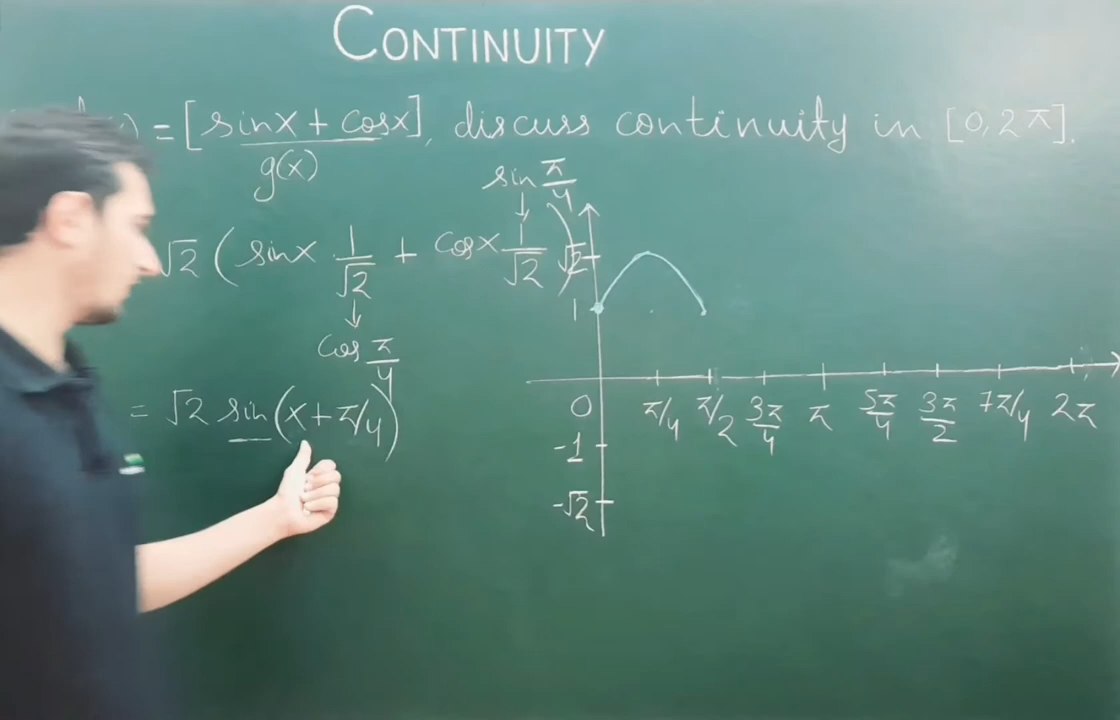 CONTINUITY
) = [sinx + cosx], discuss continuity in [0, 2π].
g(x)
sin π/4
↓
√2 (sinx · 1/√2 + cosx 1/√2)
↓
cos π/4
= √2 sin(x + π/4)
√2
1
0 π/4 π/2 3π/4 π 5π/4 3π/2 7π/4 2π
-1
-√2